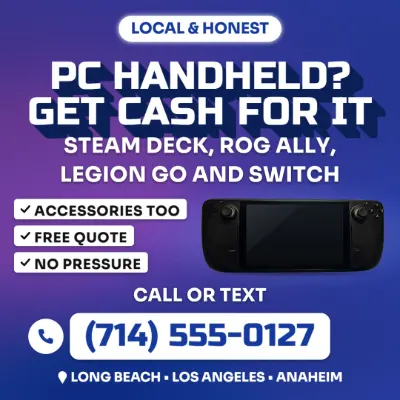 LOCAL & HONEST
PC HANDHELD?
GET CASH FOR IT
STEAM DECK, ROG ALLY,
LEGION GO AND SWITCH
✓ ACCESSORIES TOO
✓ FREE QUOTE
✓ NO PRESSURE
CALL OR TEXT
(714) 555-0127
LONG BEACH • LOS ANGELES • ANAHEIM